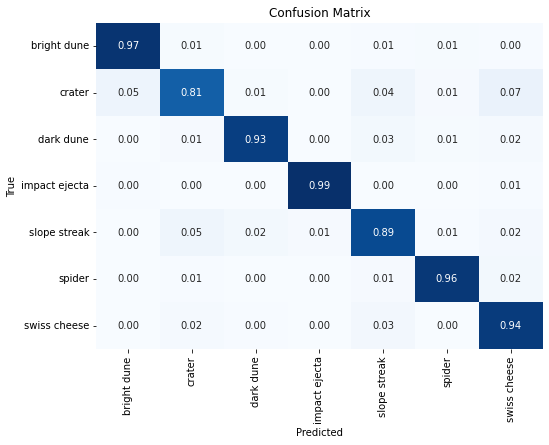 Confusion Matrix
True
bright dune 0.97 0.01 0.00 0.00 0.01 0.01 0.00
crater 0.05 0.81 0.01 0.00 0.04 0.01 0.07
dark dune 0.00 0.01 0.93 0.00 0.03 0.01 0.02
impact ejecta 0.00 0.00 0.00 0.99 0.00 0.00 0.01
slope streak 0.00 0.05 0.02 0.01 0.89 0.01 0.02
spider 0.00 0.01 0.00 0.00 0.01 0.96 0.02
swiss cheese 0.00 0.02 0.00 0.00 0.03 0.00 0.94
bright dune
crater
dark dune
impact ejecta
slope streak
spider
swiss cheese
Predicted